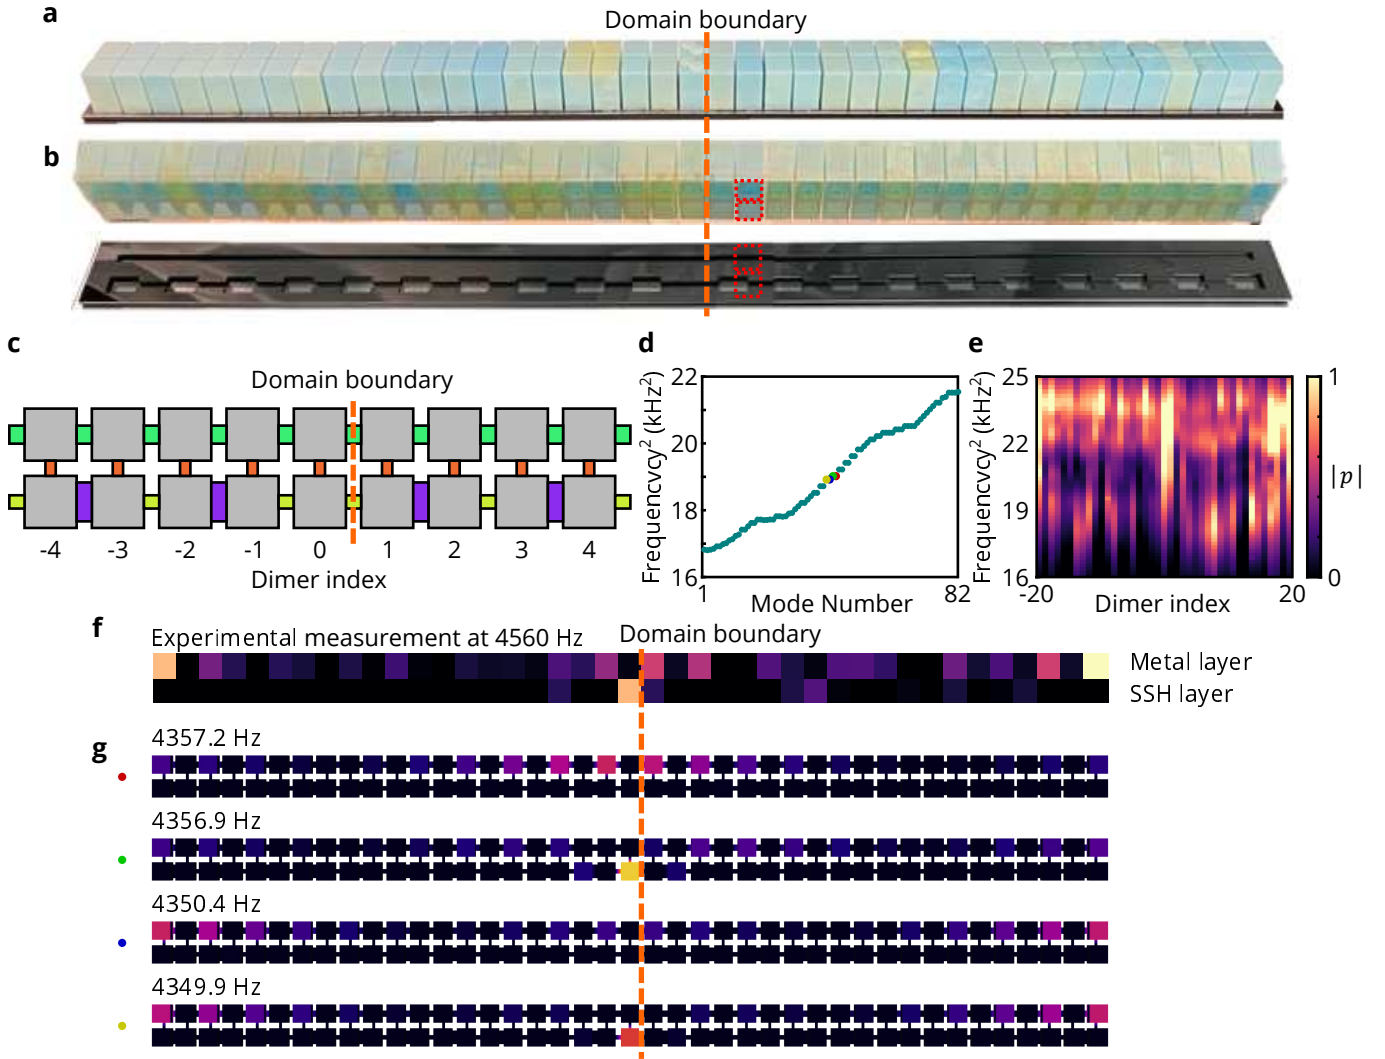 a
Domain boundary
b
c
Domain boundary
-4 -3 -2 -1 0 1 2 3 4
Dimer index
d
Frequencvcy² (kHz²)
22
20
18
16
1
82
Mode Number
e
Frequencvcy² (kHz²)
25
22
19
16
-20
20
Dimer index
1
|p|
0
f
Experimental measurement at 4560 Hz
Domain boundary
Metal layer
SSH layer
g
4357.2 Hz
4356.9 Hz
4350.4 Hz
4349.9 Hz